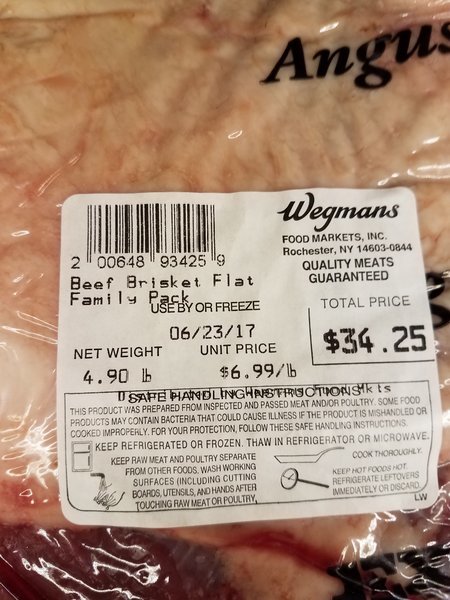 Angus
Wegmans
FOOD MARKETS, INC.
Rochester, NY 14603-0844
QUALITY MEATS
GUARANTEED
2 00648 93425 9
Beef Brisket Flat
Family Pack
USE BY OR FREEZE
06/23/17
TOTAL PRICE
$34.25
NET WEIGHT UNIT PRICE
4.90 lb $6.99/lb
SAFE HANDLING INSTRUCTIONS
THIS PRODUCT WAS PREPARED FROM INSPECTED AND PASSED MEAT AND/OR POULTRY. SOME FOOD
PRODUCTS MAY CONTAIN BACTERIA THAT COULD CAUSE ILLNESS IF THE PRODUCT IS MISHANDLED OR
COOKED IMPROPERLY. FOR YOUR PROTECTION, FOLLOW THESE SAFE HANDLING INSTRUCTIONS.
KEEP REFRIGERATED OR FROZEN. THAW IN REFRIGERATOR OR MICROWAVE.
KEEP RAW MEAT AND POULTRY SEPARATE
FROM OTHER FOODS. WASH WORKING
SURFACES (INCLUDING CUTTING
BOARDS, UTENSILS, AND HANDS AFTER
TOUCHING RAW MEAT OR POULTRY.
COOK THOROUGHLY.
KEEP HOT FOODS HOT.
REFRIGERATE LEFTOVERS
IMMEDIATELY OR DISCARD.
LW